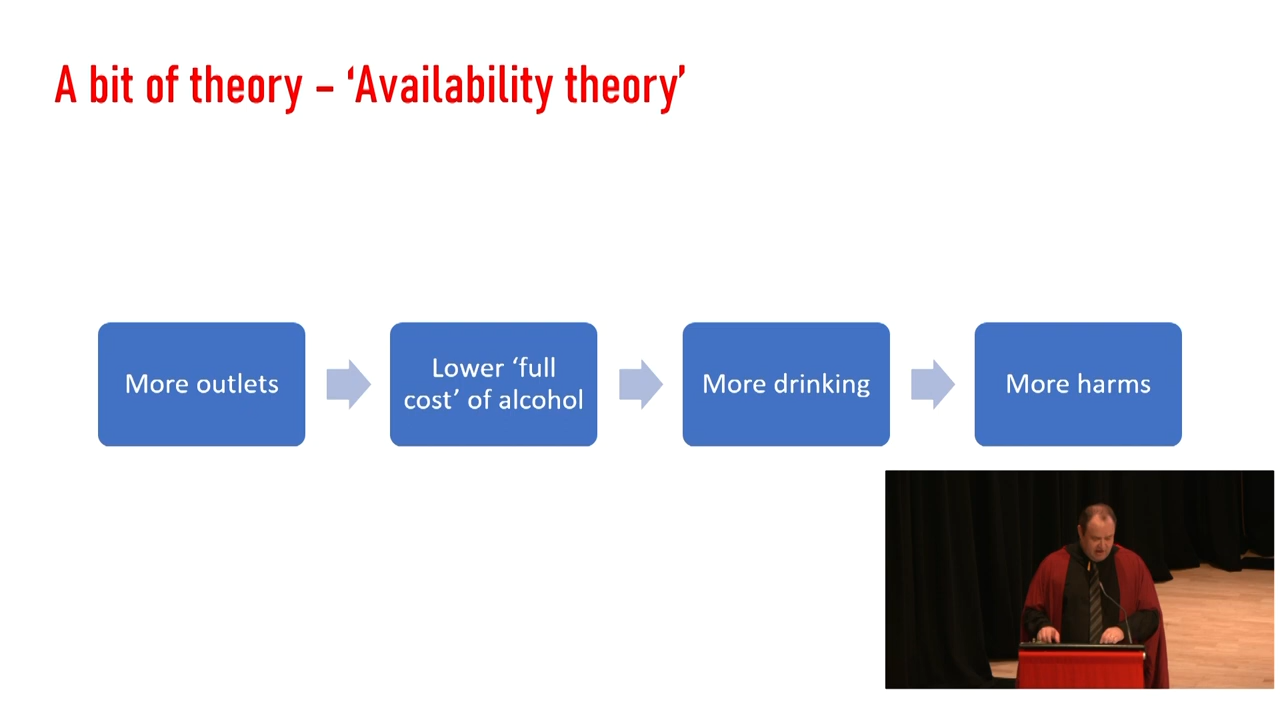 A bit of theory – ‘Availability theory’
More outlets
Lower ‘full
cost’ of alcohol
More drinking
More harms